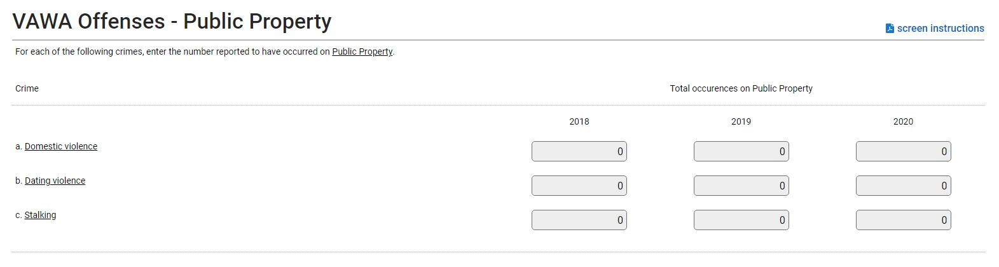 VAWA Offenses - Public Property
screen instructions
For each of the following crimes, enter the number reported to have occurred on Public Property.
Crime Total occurences on Public Property
2018 2019 2020
a. Domestic violence 0 0 0
b. Dating violence 0 0 0
c. Stalking 0 0 0